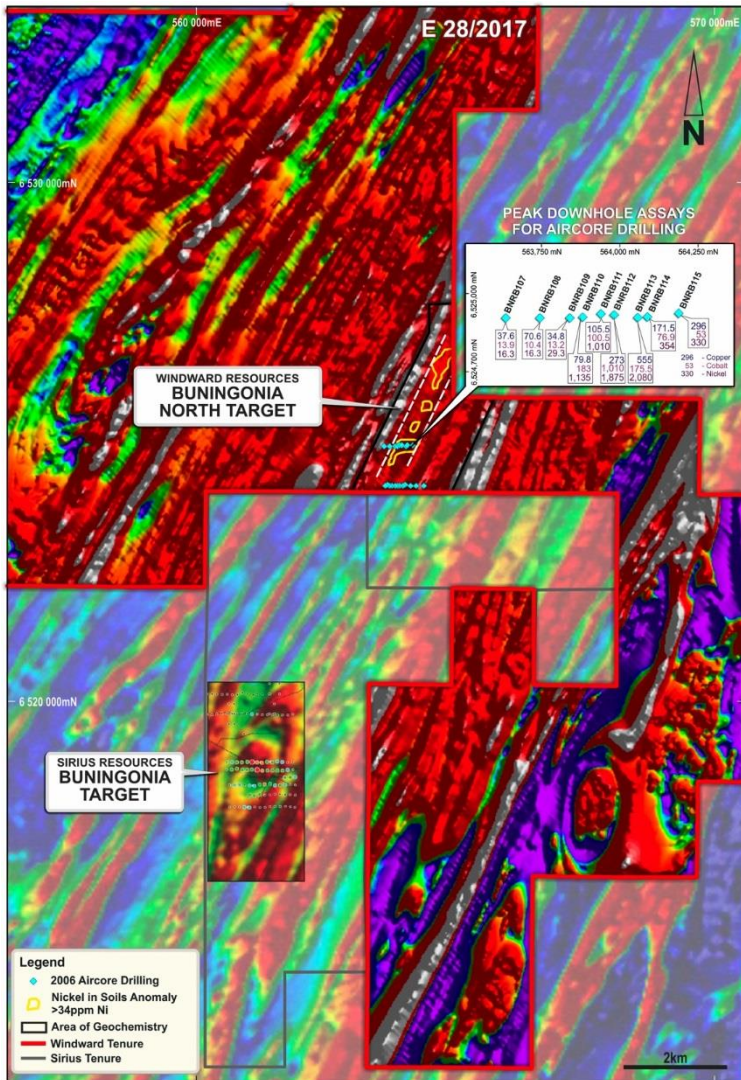 560 000mE
570 000mE
E 28/2017
N
6 530 000mN
PEAK DOWNHOLE ASSAYS
FOR AIRCORE DRILLING
563,750 mN
564,000 mN
564,250 mN
6,525,000 mN
6,524,700 mN
BNRB107
BNRB108
BNRB109
BNRB110
BNRB111
BNRB112
BNRB113
BNRB114
BNRB115
37.6
13.9
16.3
70.6
10.4
16.3
34.8
13.2
29.3
79.8
183
1,135
105.5
100.5
1,010
273
1,010
1,875
555
175.5
2,080
171.5
76.9
354
296
53
330
296 - Copper
53 - Cobalt
330 - Nickel
WINDWARD RESOURCES
BUNINGONIA
NORTH TARGET
6 520 000mN
SIRIUS RESOURCES
BUNINGONIA
TARGET
Legend
2006 Aircore Drilling
Nickel in Soils Anomaly
>34ppm Ni
Area of Geochemistry
Windward Tenure
Sirius Tenure
2km